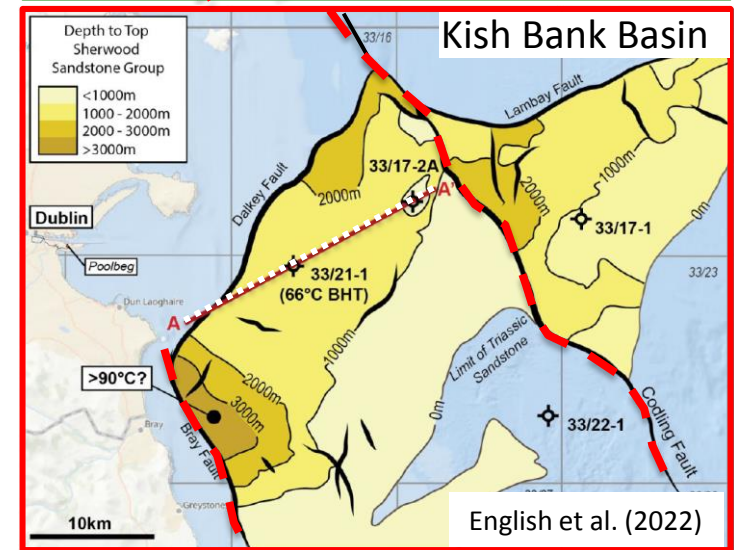 Kish Bank Basin
Depth to Top
Sherwood
Sandstone Group
<1000m
1000 - 2000m
2000 - 3000m
>3000m
33/16
Lambay Fault
Dalkey Fault
2000m
33/17-2A
A'
2000m
1000m
0m
33/17-1
Dublin
Poolbeg
33/21-1
(66°C BHT)
33/23
Dun Laoghaire
A
1000m
Limit of Triassic
Sandstone
0m
>90°C?
2000m
3000m
Bray
Bray Fault
33/22-1
Codling Fault
Greystones
10km
English et al. (2022)